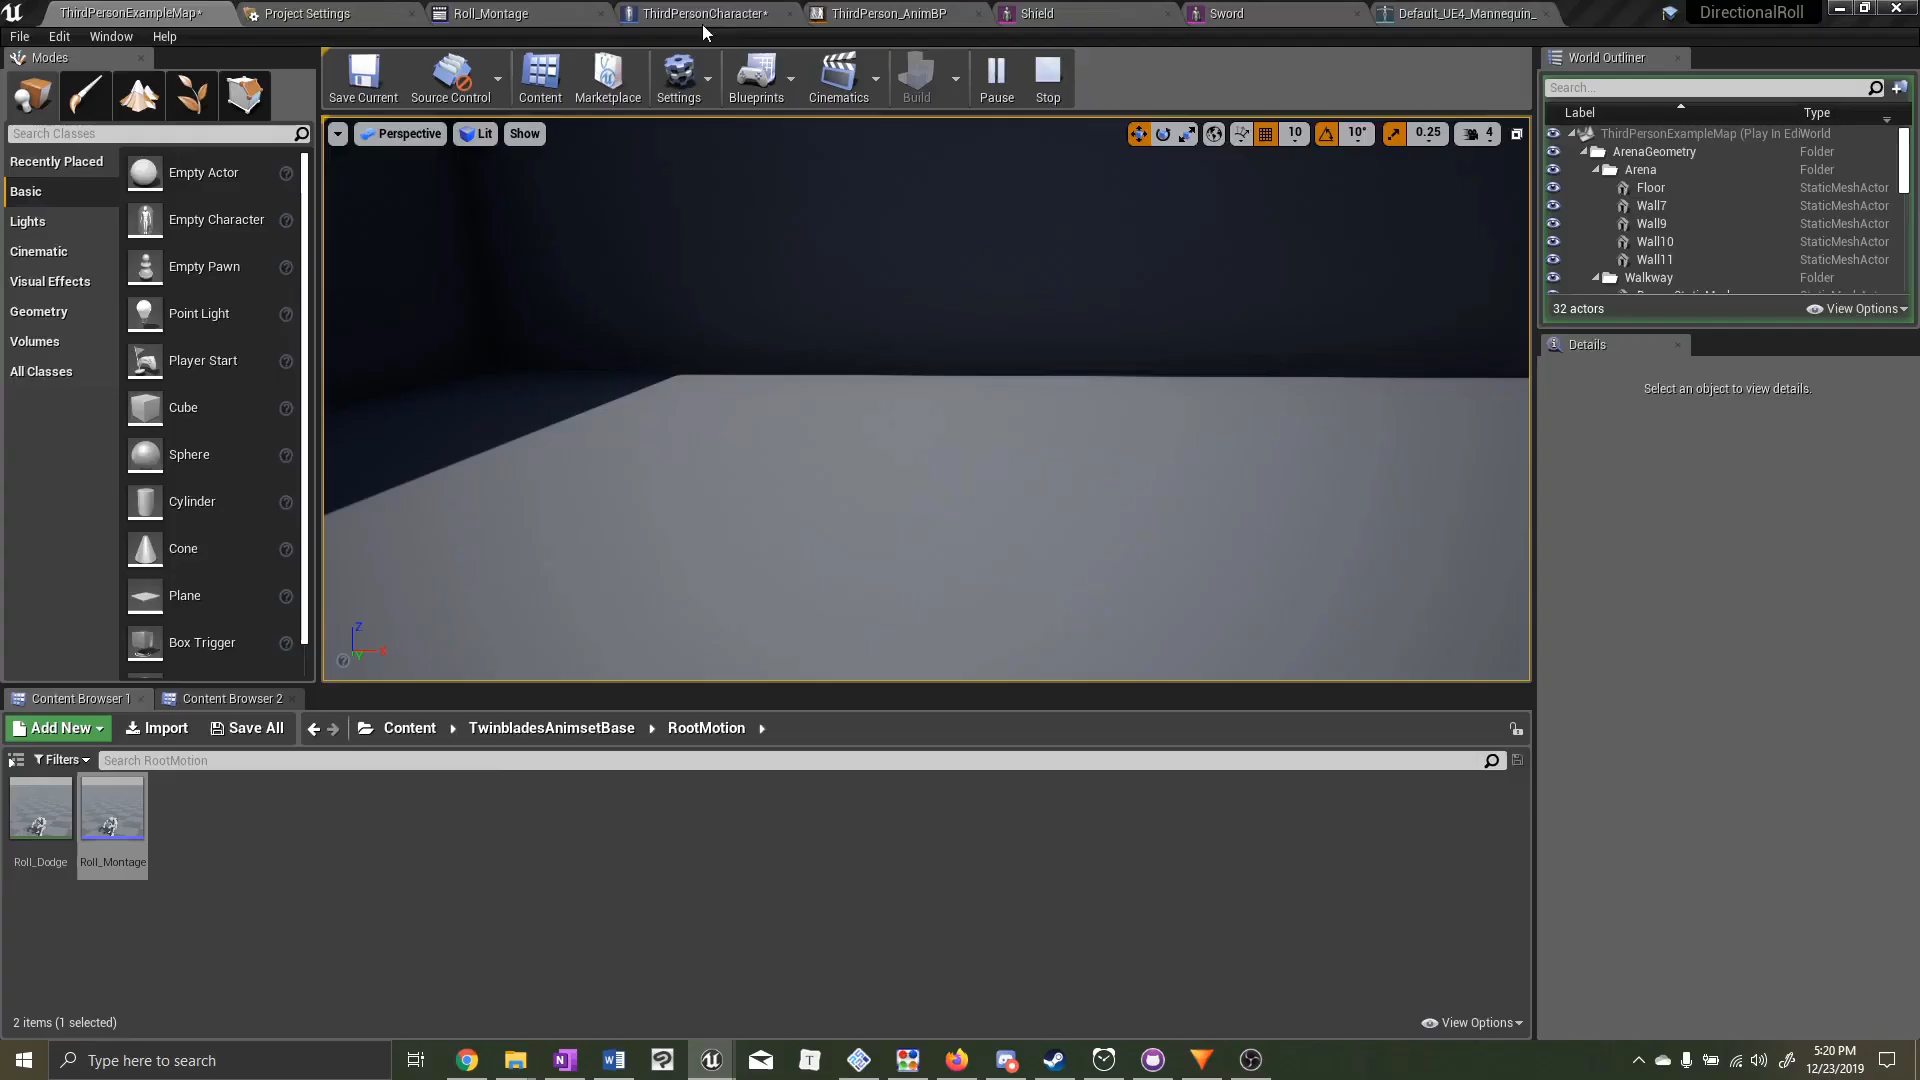 ThirdPersonExampleMap*
Project Settings
Roll_Montage
ThirdPersonCharacter*
ThirdPerson_AnimBP
Shield
Sword
Default_UE4_Mannequin_
DirectionalRoll
File
Edit
Window
Help
Modes
Save Current
Source Control
Content
Marketplace
Settings
Blueprints
Cinematics
Build
Pause
Stop
World Outliner
Search...
Label
Type
Search Classes
Perspective
Lit
Show
10
10°
0.25
4
ThirdPersonExampleMap (Play In Edi
World
ArenaGeometry
Folder
Arena
Folder
Floor
StaticMeshActor
Wall7
StaticMeshActor
Wall9
StaticMeshActor
Wall10
StaticMeshActor
Wall11
StaticMeshActor
Walkway
Folder
32 actors
View Options
Details
Select an object to view details.
Recently Placed
Basic
Lights
Cinematic
Visual Effects
Geometry
Volumes
All Classes
Empty Actor
Empty Character
Empty Pawn
Point Light
Player Start
Cube
Sphere
Cylinder
Cone
Plane
Box Trigger
Z
X
Y
Content Browser 1
Content Browser 2
Add New
Import
Save All
Content
TwinbladesAnimsetBase
RootMotion
Filters
Search RootMotion
Roll_Dodge
Roll_Montage
2 items (1 selected)
View Options
Type here to search
5:20 PM
12/23/2019